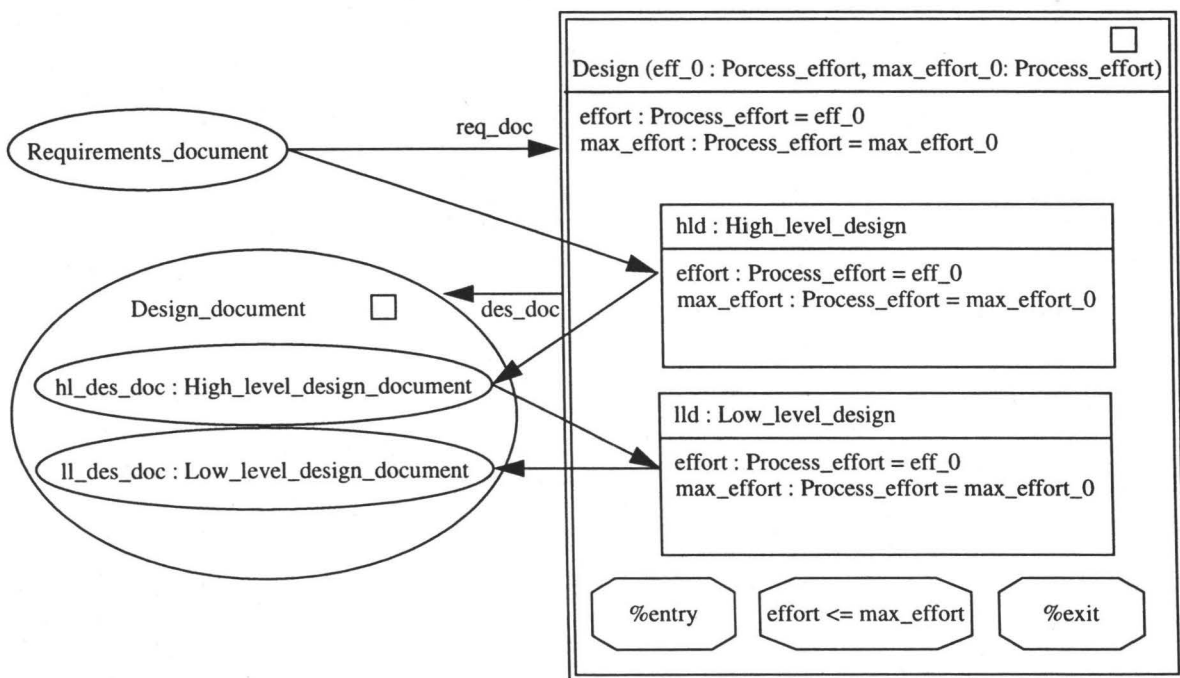 Design (eff_0 : Porcess_effort, max_effort_0: Process_effort)
effort : Process_effort = eff_0
max_effort : Process_effort = max_effort_0
req_doc
Requirements_document
hld : High_level_design
effort : Process_effort = eff_0
max_effort : Process_effort = max_effort_0
Design_document
des_doc
hl_des_doc : High_level_design_document
lld : Low_level_design
ll_des_doc : Low_level_design_document
effort : Process_effort = eff_0
max_effort : Process_effort = max_effort_0
%entry
effort <= max_effort
%exit